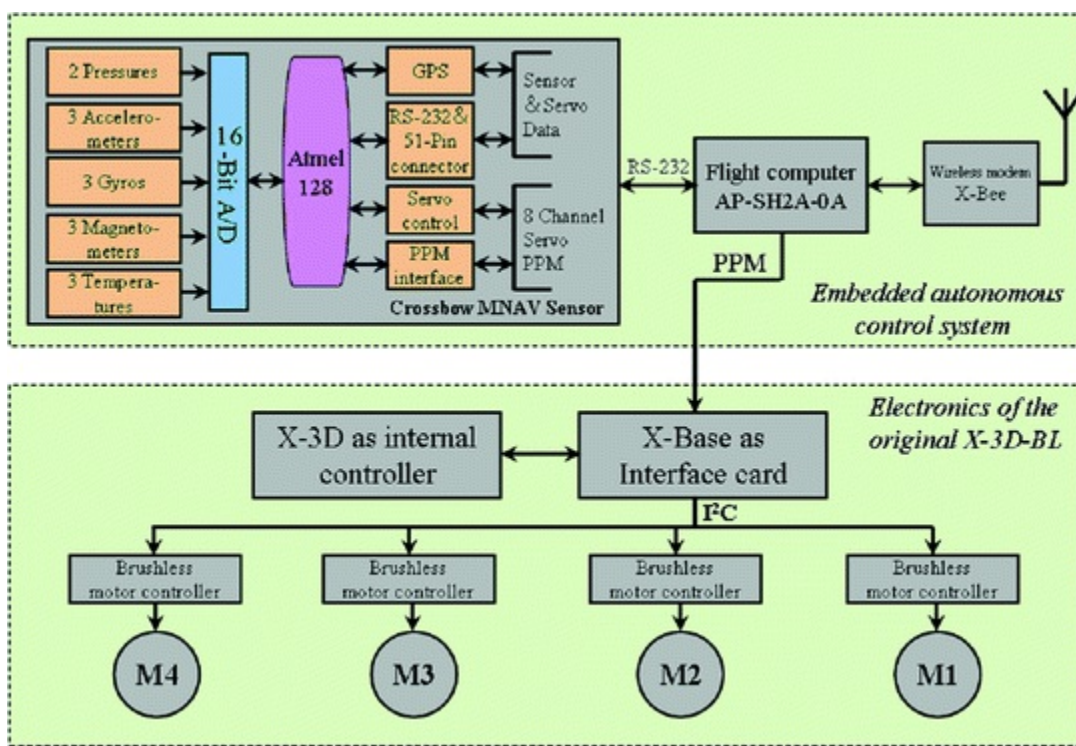 2 Pressures
3 Accelero-
meters
3 Gyros
3 Magneto-
meters
3 Tempera-
tures
16-Bit A/D
Atmel
128
GPS
RS-232 &
51-Pin
connector
Servo
control
PPM
interface
Sensor
& Servo
Data
8 Channel
Servo
PPM
Crossbow MNAV Sensor
RS-232
Flight computer
AP-SH2A-0A
Wireless modem
X-Bee
PPM
Embedded autonomous
control system
Electronics of the
original X-3D-BL
X-3D as internal
controller
X-Base as
Interface card
I²C
Brushless
motor controller
Brushless
motor controller
Brushless
motor controller
Brushless
motor controller
M4
M3
M2
M1